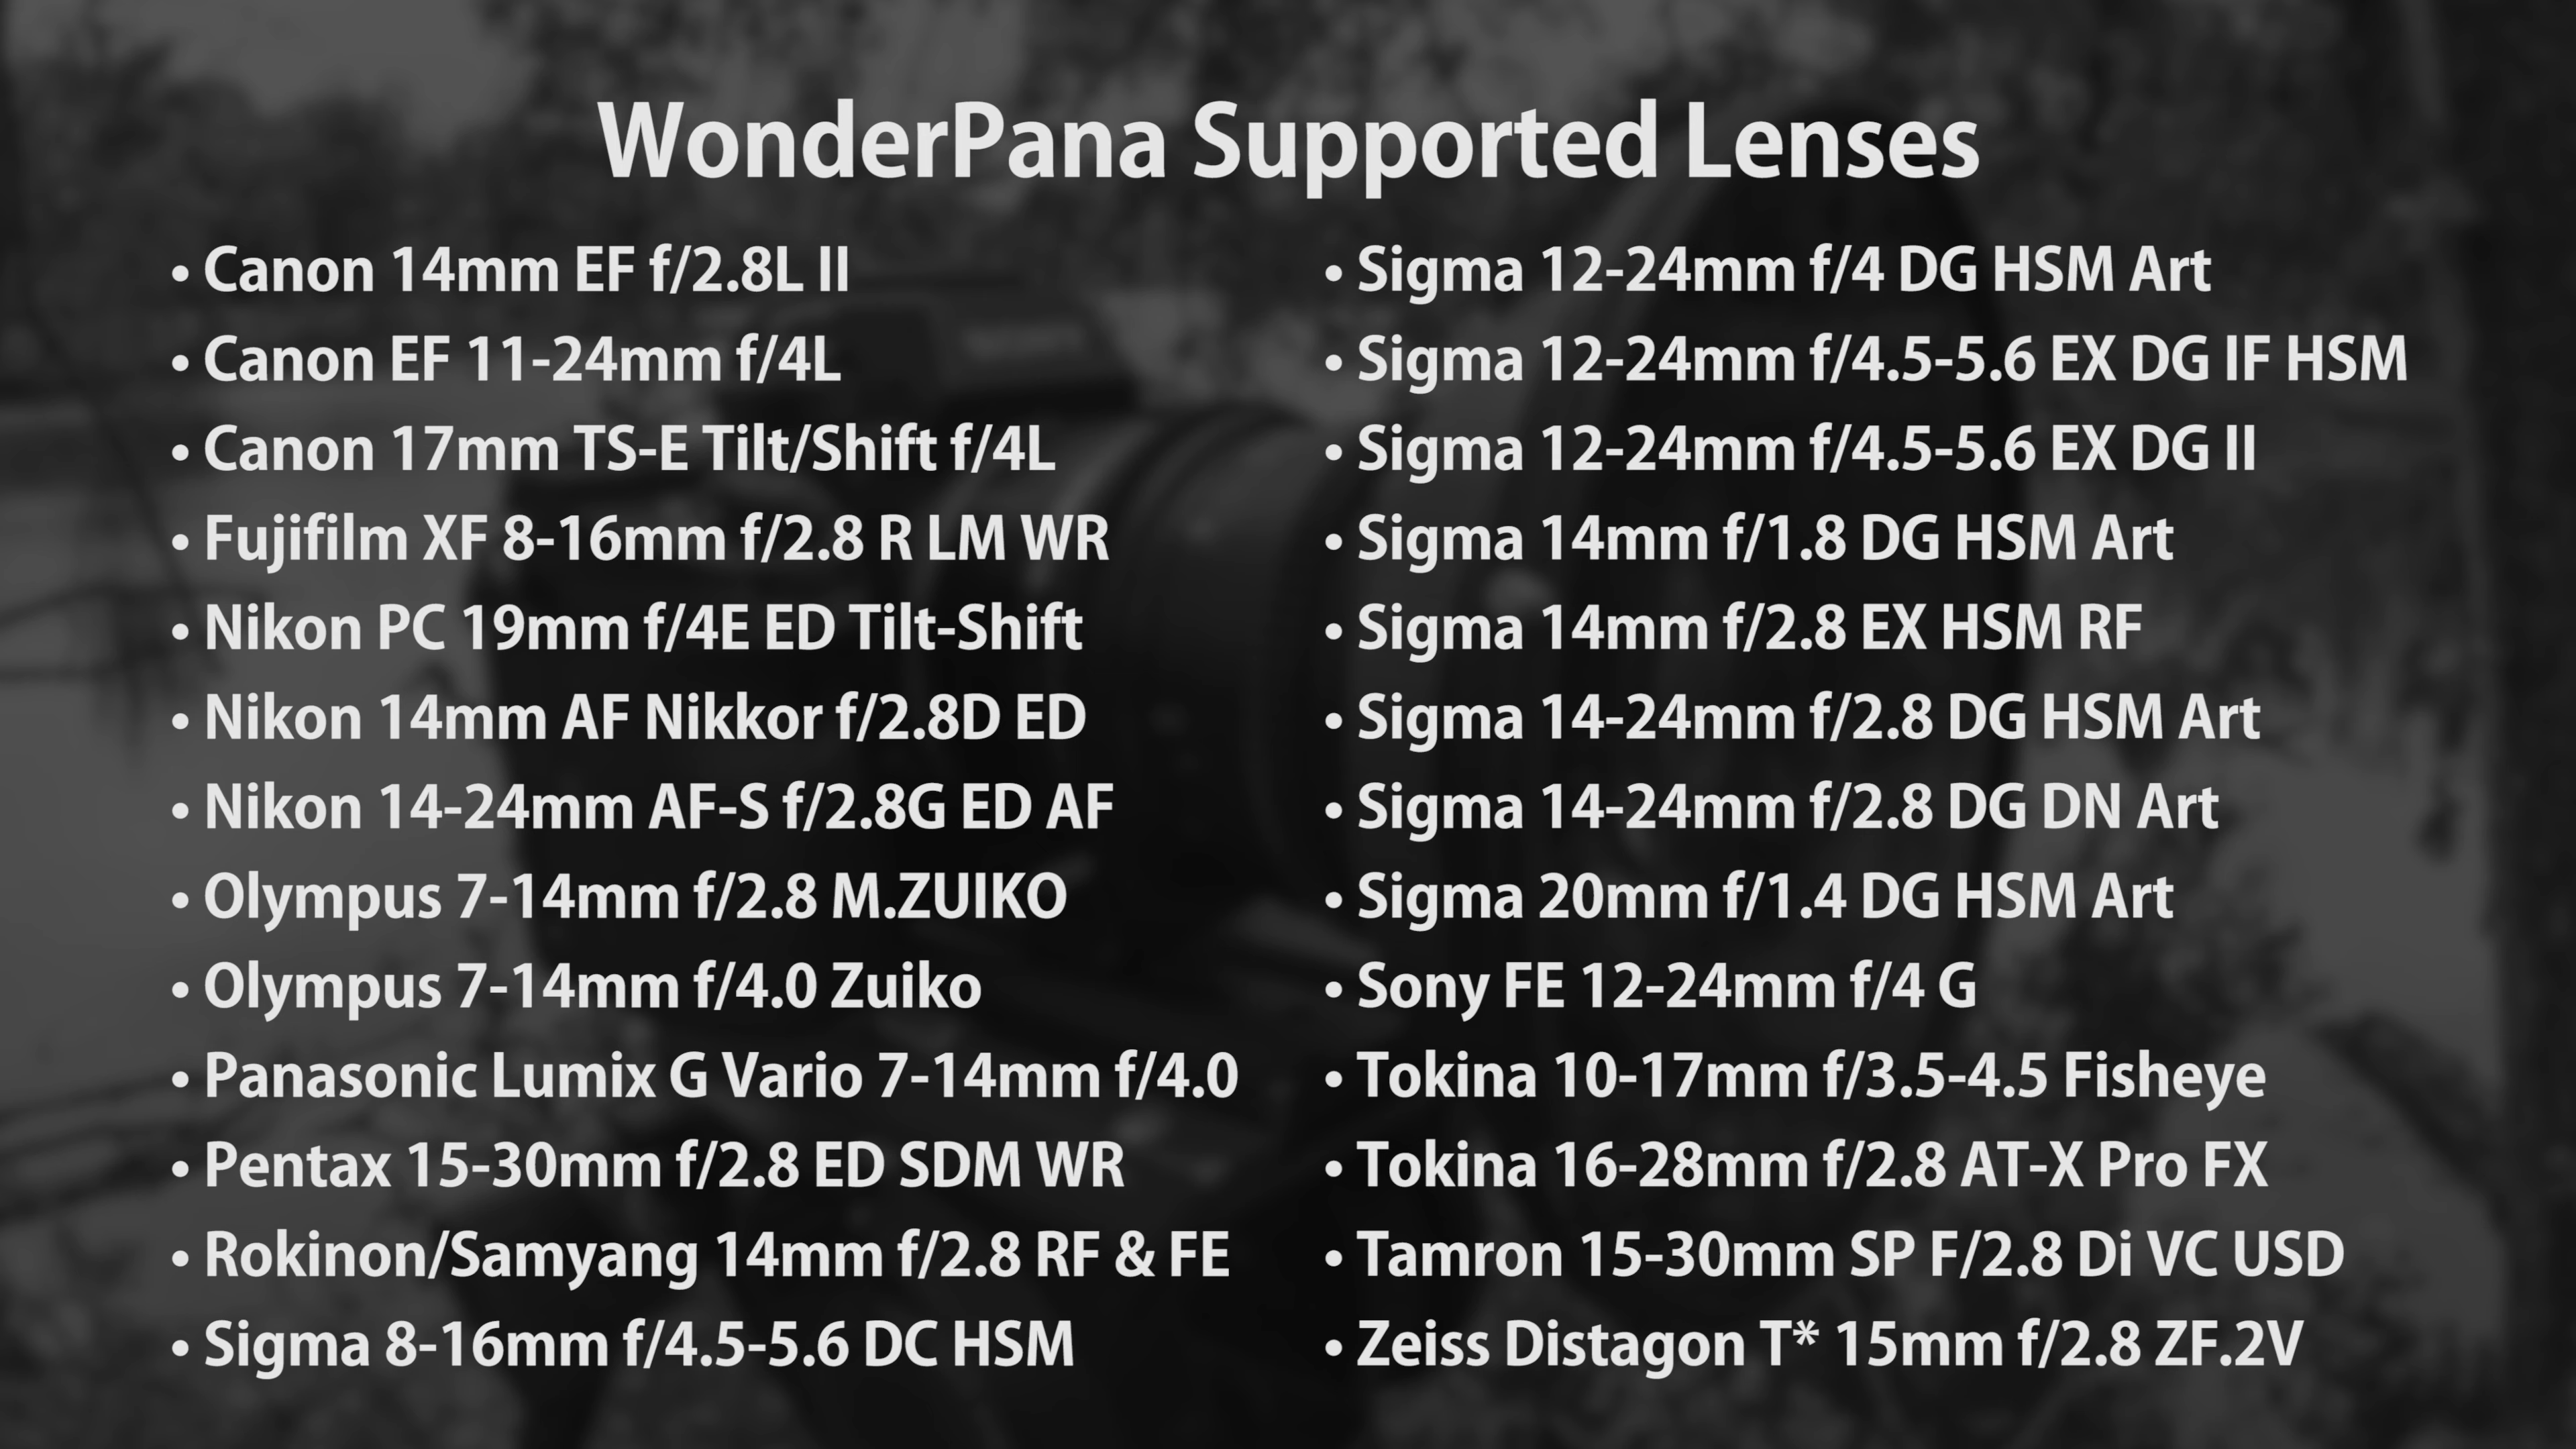 WonderPana Supported Lenses
• Canon 14mm EF f/2.8L II
• Canon EF 11-24mm f/4L
• Canon 17mm TS-E Tilt/Shift f/4L
• Fujifilm XF 8-16mm f/2.8 R LM WR
• Nikon PC 19mm f/4E ED Tilt-Shift
• Nikon 14mm AF Nikkor f/2.8D ED
• Nikon 14-24mm AF-S f/2.8G ED AF
• Olympus 7-14mm f/2.8 M.ZUIKO
• Olympus 7-14mm f/4.0 Zuiko
• Panasonic Lumix G Vario 7-14mm f/4.0
• Pentax 15-30mm f/2.8 ED SDM WR
• Rokinon/Samyang 14mm f/2.8 RF & FE
• Sigma 8-16mm f/4.5-5.6 DC HSM
• Sigma 12-24mm f/4 DG HSM Art
• Sigma 12-24mm f/4.5-5.6 EX DG IF HSM
• Sigma 12-24mm f/4.5-5.6 EX DG II
• Sigma 14mm f/1.8 DG HSM Art
• Sigma 14mm f/2.8 EX HSM RF
• Sigma 14-24mm f/2.8 DG HSM Art
• Sigma 14-24mm f/2.8 DG DN Art
• Sigma 20mm f/1.4 DG HSM Art
• Sony FE 12-24mm f/4 G
• Tokina 10-17mm f/3.5-4.5 Fisheye
• Tokina 16-28mm f/2.8 AT-X Pro FX
• Tamron 15-30mm SP F/2.8 Di VC USD
• Zeiss Distagon T* 15mm f/2.8 ZF.2V